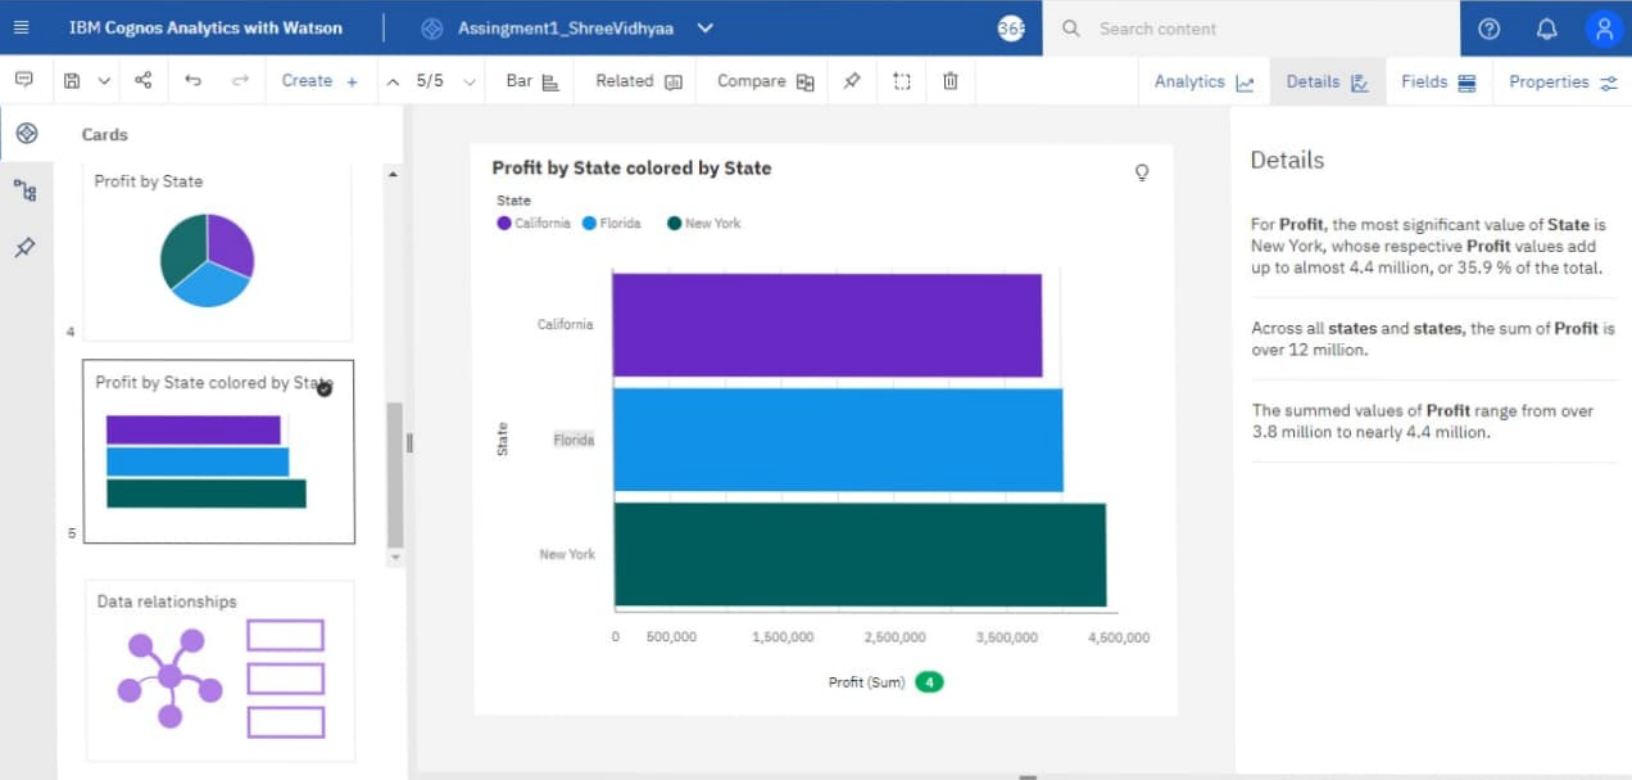 IBM Cognos Analytics with Watson
Assingment1_ShreeVidhyaa
365
Search content
Create +
5/5
Bar
Related
Compare
Analytics
Details
Fields
Properties
Cards
Profit by State
4
Profit by State colored by State
5
Data relationships
Profit by State colored by State
State
California
Florida
New York
State
California
Florida
New York
0
500,000
1,500,000
2,500,000
3,500,000
4,500,000
Profit (Sum)
4
Details
For Profit, the most significant value of State is
New York, whose respective Profit values add
up to almost 4.4 million, or 35.9 % of the total.
Across all states and states, the sum of Profit is
over 12 million.
The summed values of Profit range from over
3.8 million to nearly 4.4 million.